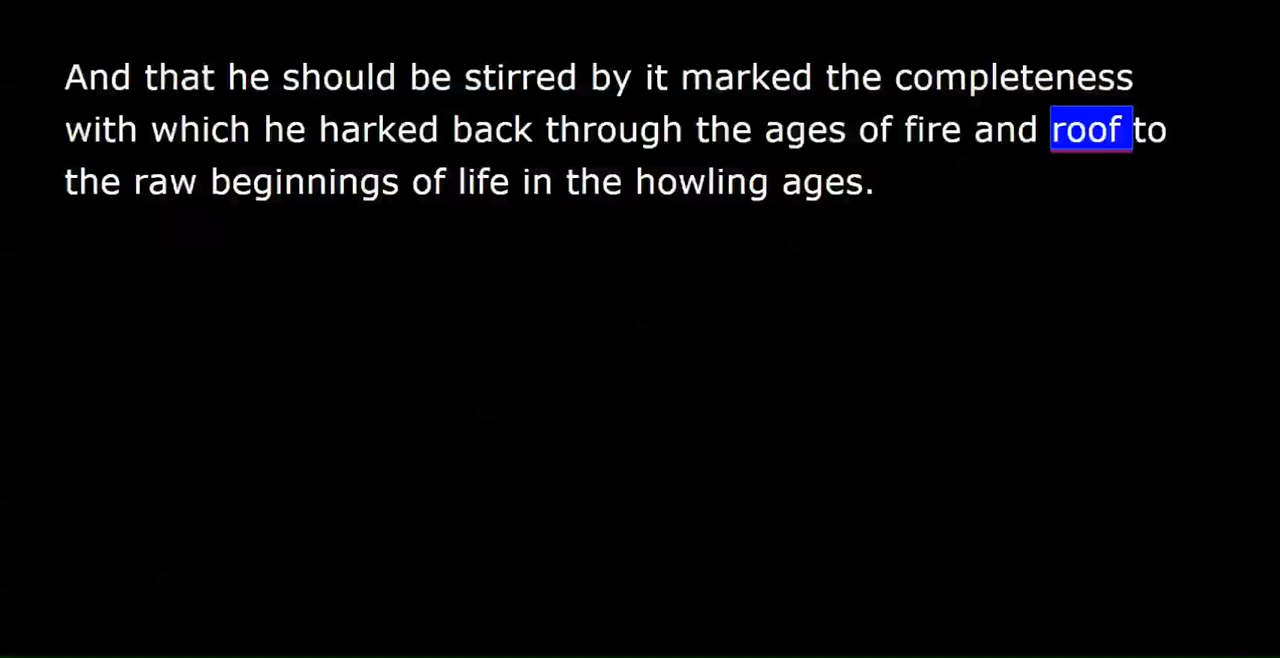 And that he should be stirred by it marked the completeness
with which he harked back through the ages of fire and roof to
the raw beginnings of life in the howling ages.